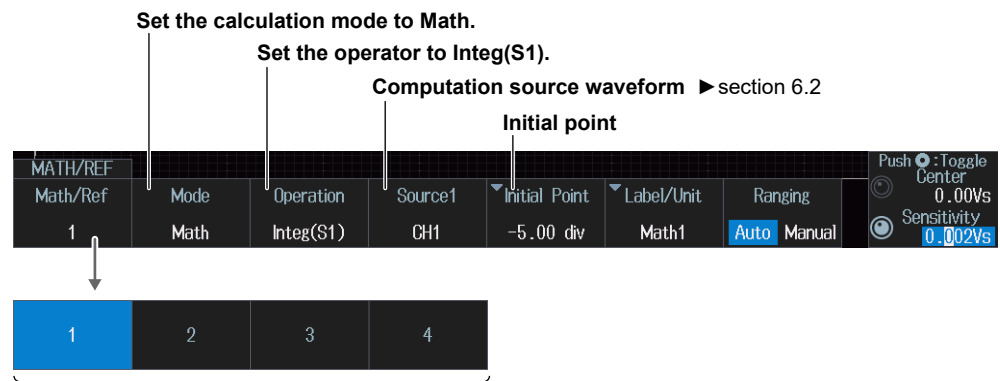 Set the calculation mode to Math.
Set the operator to Integ(S1).
Computation source waveform ►section 6.2
Initial point
MATH/REF
Math/Ref Mode Operation Source1 Initial Point Label/Unit Ranging
1 Math Integ(S1) CH1 -5.00 div Math1 Auto Manual
Push :Toggle
Center
0.00Vs
Sensitivity
0.002Vs
1 2 3 4